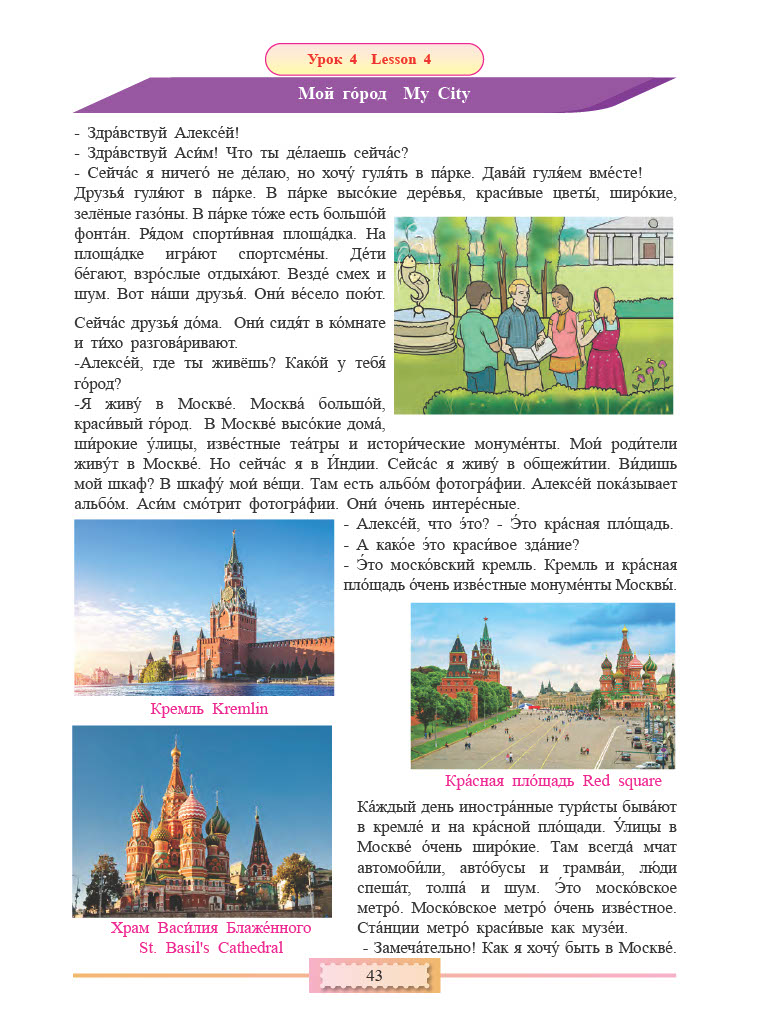 Урок 4 Lesson 4
Мой го́род My City
- Здра́вствуй Алексе́й!
- Здра́вствуй Аси́м! Что ты де́лаешь сейча́с?
- Сейча́с я ничего́ не де́лаю, но хочу́ гуля́ть в па́рке. Дава́й гуля́ем вме́сте!
Друзья́ гуля́ют в па́рке. В па́рке высо́кие дере́вья, краси́вые цветы́, широ́кие,
зелёные газо́ны. В па́рке то́же есть большо́й
фонта́н. Ря́дом спорти́вная площа́дка. На
площа́дке игра́ют спортсме́ны. Де́ти
бе́гают, взро́слые отдыха́ют. Везде́ смех и
шум. Вот на́ши друзья́. Они́ ве́село пою́т.
Сейча́с друзья́ до́ма. Они́ сидя́т в ко́мнате
и ти́хо разгова́ривают.
-Алексе́й, где ты живёшь? Како́й у тебя́
го́род?
-Я живу́ в Москве́. Москва́ большо́й,
краси́вый го́род. В Москве́ высо́кие дома́,
ши́рокие у́лицы, изве́стные теа́тры и истори́ческие монуме́нты. Мои́ роди́тели
живу́т в Москве́. Но сейча́с я в И́ндии. Сейса́с я живу́ в общежи́тии. Ви́дишь
мой шкаф? В шкафу́ мои́ ве́щи. Там есть альбо́м фотогра́фии. Алексе́й пока́зывает
альбо́м. Аси́м смо́трит фотогра́фии. Они́ о́чень интере́сные.
- Алексе́й, что э́то? - Э́то кра́сная пло́щадь.
- А како́е э́то краси́вое зда́ние?
- Э́то моско́вский кремль. Кремль и кра́сная
пло́щадь о́чень изве́стные монуме́нты Москвы́.
Кремль Kremlin
Кра́сная пло́щадь Red square
Ка́ждый день иностра́нные тури́сты быва́ют
в кремле́ и на кра́сной пло́щади. У́лицы в
Москве́ о́чень широ́кие. Там всегда́ мчат
автомоби́ли, авто́бусы и трамва́и, лю́ди
спеша́т, толпа́ и шум. Э́то моско́вское
метро́. Моско́вское метро́ о́чень изве́стное.
Ста́нции метро́ краси́вые как музе́и.
- Замеча́тельно! Как я хочу́ быть в Москве́.
Храм Васи́лия Блаже́нного
St. Basil's Cathedral
43